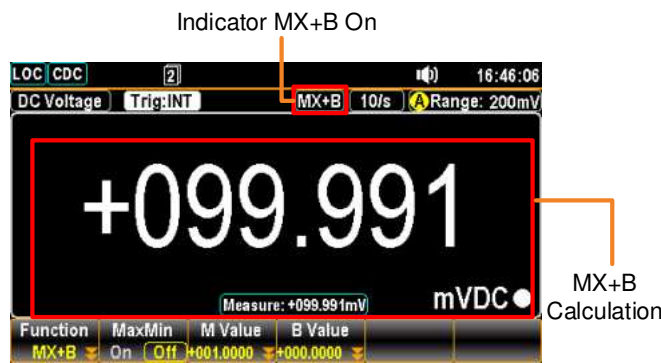 Indicator MX+B On
LOC CDC 2 16:46:06
DC Voltage Trig:INT MX+B 10/s A Range: 200mV
+099.991
Measure: +099.991mV mVDC
MX+B
Calculation
Function MaxMin M Value B Value
MX+B On Off +001.0000 +000.0000